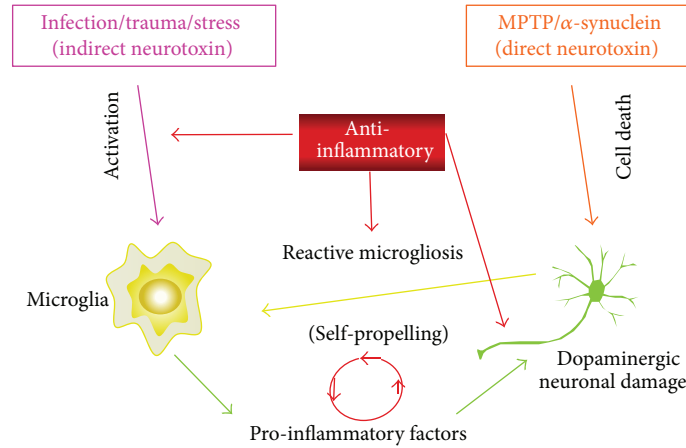 Infection/trauma/stress
(indirect neurotoxin)
MPTP/α-synuclein
(direct neurotoxin)
Activation
Anti-
inflammatory
Cell death
Reactive microgliosis
Microglia
(Self-propelling)
Dopaminergic
neuronal damage
Pro-inflammatory factors